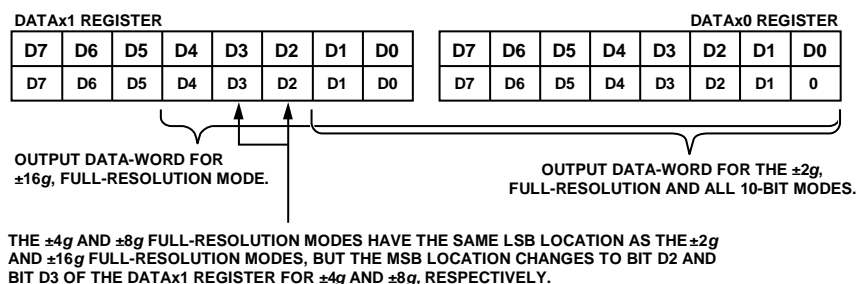 DATAx1 REGISTER DATAx0 REGISTER
D7 D6 D5 D4 D3 D2 D1 D0 D7 D6 D5 D4 D3 D2 D1 D0
D7 D6 D5 D4 D3 D2 D1 D0 D7 D6 D5 D4 D3 D2 D1 0
OUTPUT DATA-WORD FOR
±16g, FULL-RESOLUTION MODE.
OUTPUT DATA-WORD FOR THE ±2g,
FULL-RESOLUTION AND ALL 10-BIT MODES.
THE ±4g AND ±8g FULL-RESOLUTION MODES HAVE THE SAME LSB LOCATION AS THE ±2g
AND ±16g FULL-RESOLUTION MODES, BUT THE MSB LOCATION CHANGES TO BIT D2 AND
BIT D3 OF THE DATAx1 REGISTER FOR ±4g AND ±8g, RESPECTIVELY.